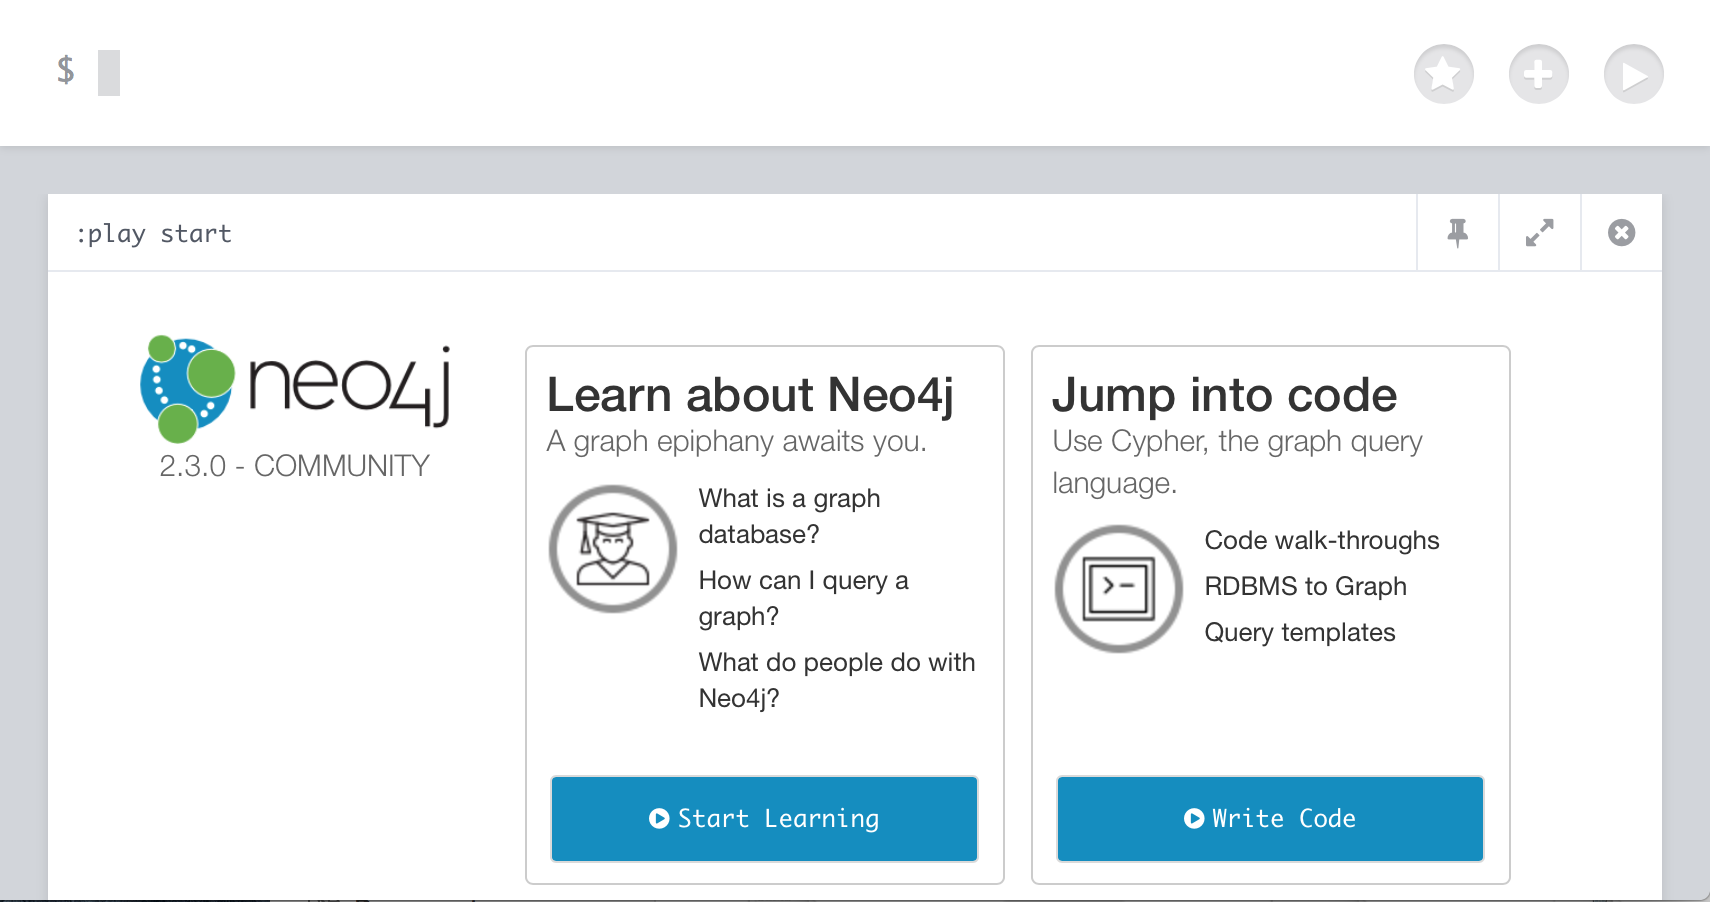 $
:play start
neo4j
2.3.0 - COMMUNITY
Learn about Neo4j
A graph epiphany awaits you.
What is a graph
database?
How can I query a
graph?
What do people do with
Neo4j?
Start Learning
Jump into code
Use Cypher, the graph query
language.
Code walk-throughs
RDBMS to Graph
Query templates
Write Code